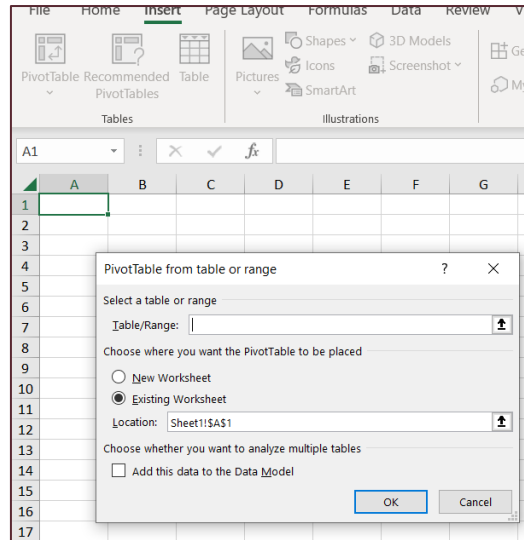 File Home Insert Page Layout Formulas Data Review
PivotTable Recommended PivotTables Table Pictures Shapes 3D Models
Icons Screenshot
SmartArt
Tables Illustrations
A1 fx
A B C D E F G
1
2
3
4
5
6
7
8
9
10
11
12
13
14
15
16
17
PivotTable from table or range ?
Select a table or range
Table/Range:
Choose where you want the PivotTable to be placed
New Worksheet
Existing Worksheet
Location: Sheet1!$A$1
Choose whether you want to analyze multiple tables
Add this data to the Data Model
OK Cancel